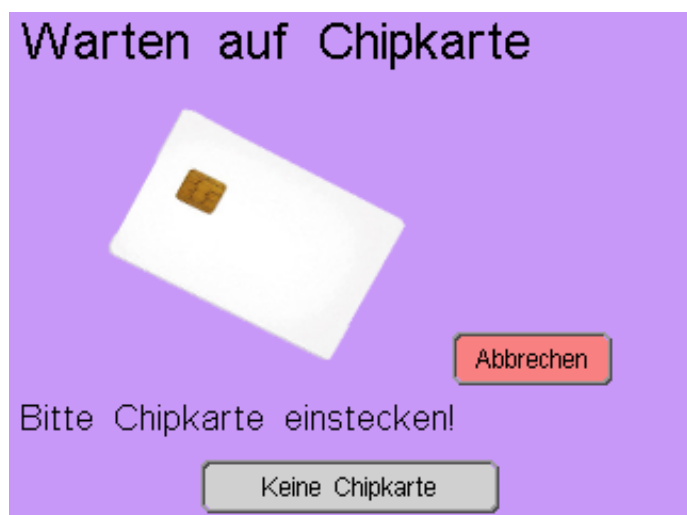 Warten auf Chipkarte
Abbrechen
Bitte Chipkarte einstecken!
Keine Chipkarte